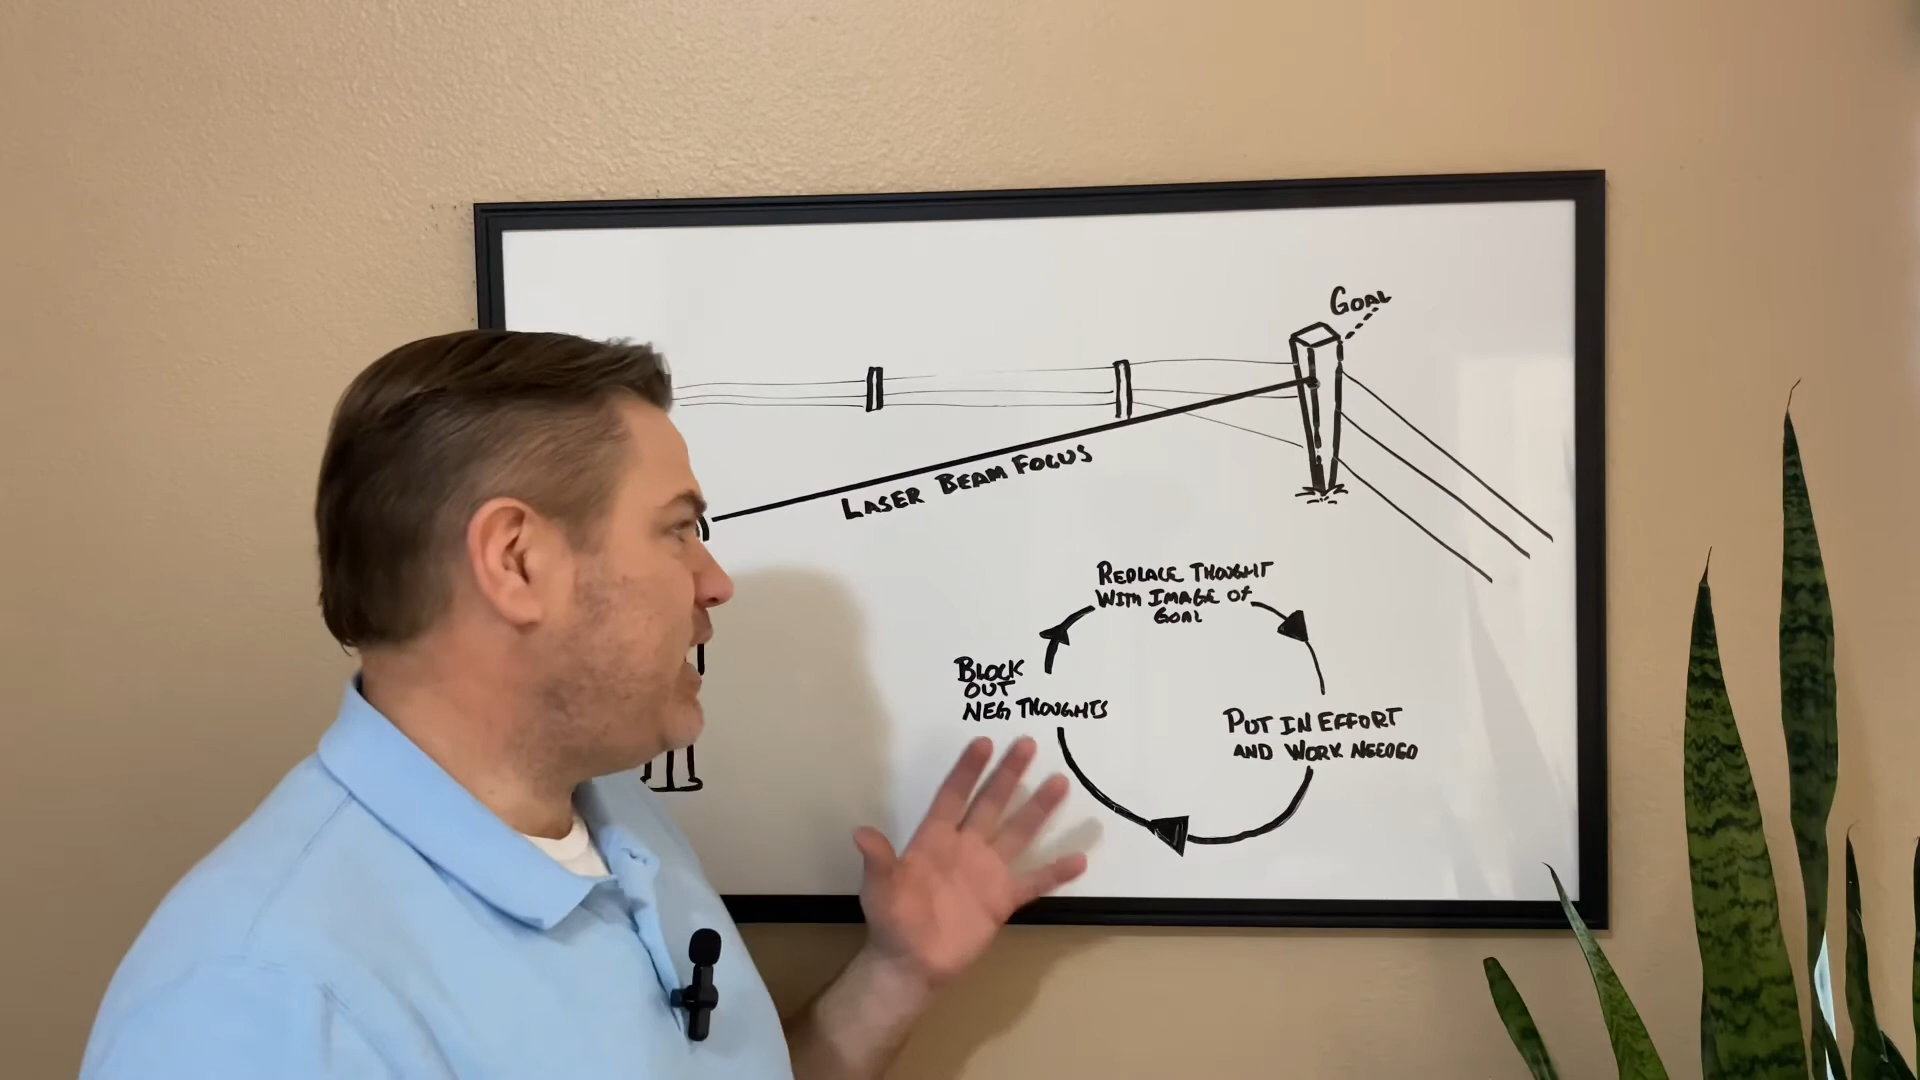 GOAL
LASER BEAM FOCUS
REPLACE THOUGHT
WITH IMAGE OF
GOAL
BLOCK
OUT
NEG THOUGHTS
PUT IN EFFORT
AND WORK NEEDED